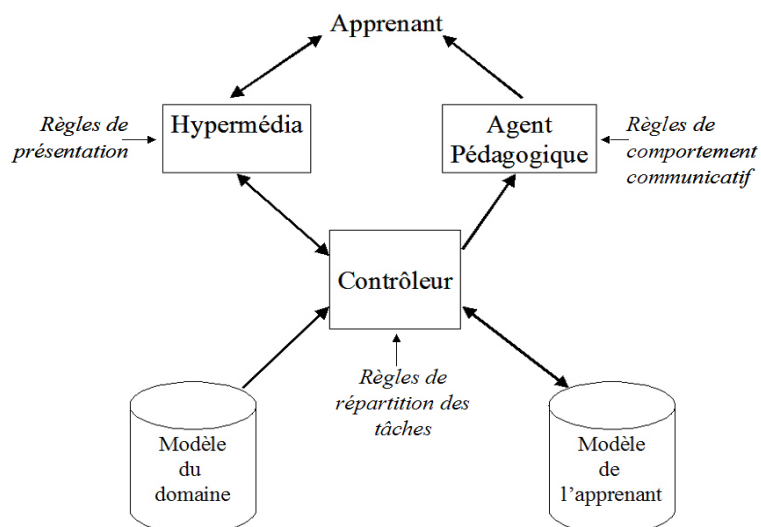 Apprenant
Règles de
présentation
Hypermédia
Agent
Pédagogique
Règles de
comportement
communicatif
Contrôleur
Règles de
répartition des
tâches
Modèle
du
domaine
Modèle
de
l’apprenant